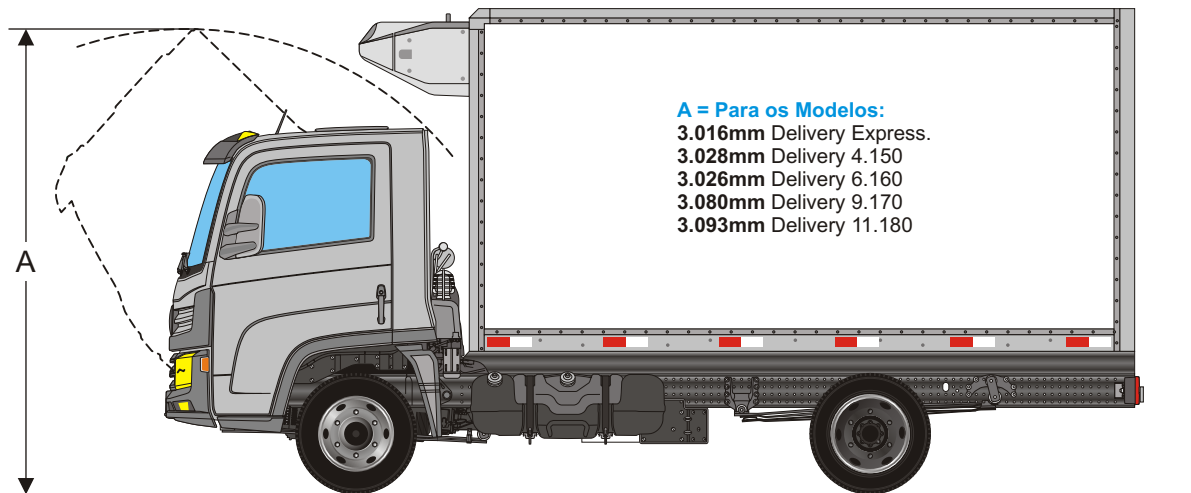 A = Para os Modelos:
3.016mm Delivery Express.
3.028mm Delivery 4.150
3.026mm Delivery 6.160
3.080mm Delivery 9.170
3.093mm Delivery 11.180
A